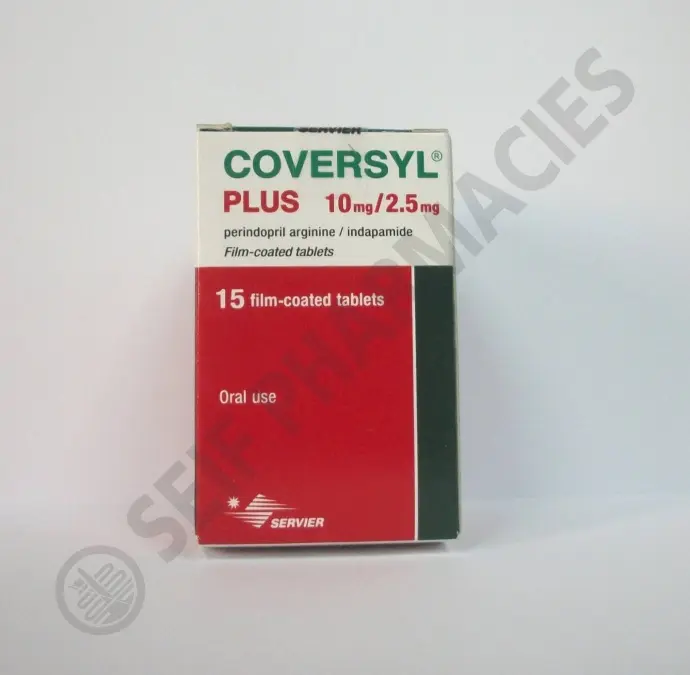 SERVIER
COVERSYL®
PLUS 10mg/2.5mg
perindopril arginine / indapamide
Film-coated tablets
15 film-coated tablets
Oral use
SERVIER
SEIF PHARMACIES